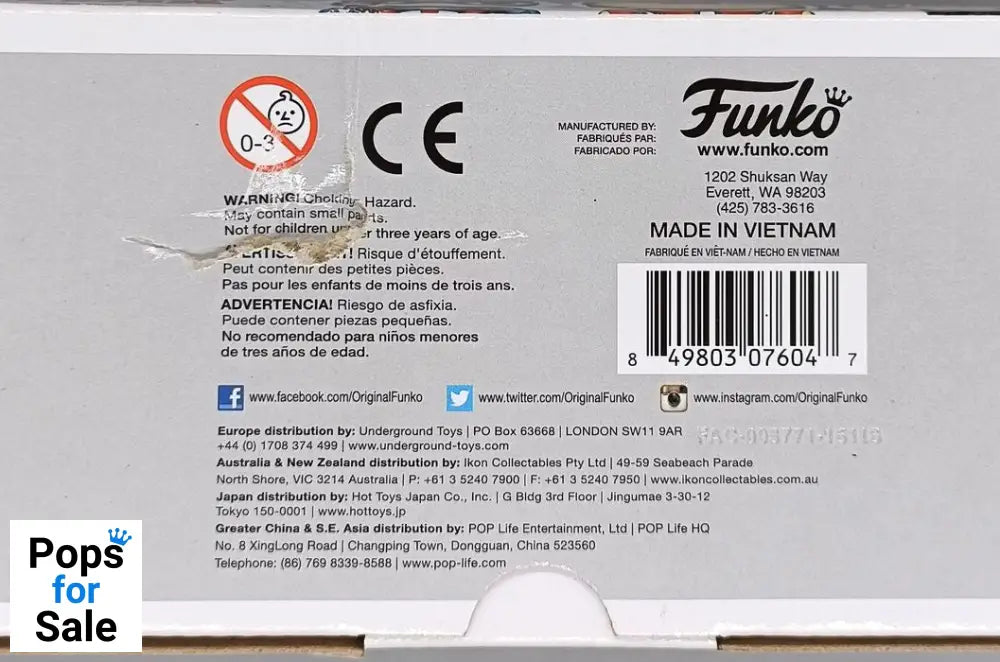 0-3
CE
MANUFACTURED BY:
FABRIQUÉS PAR:
FABRICADO POR:
Funko
www.funko.com
1202 Shuksan Way
Everett, WA 98203
(425) 783-3616
MADE IN VIETNAM
FABRIQUÉ EN VIÊT-NAM / HECHO EN VIETNAM
8 49803 07604 7
WARNING! Choking Hazard.
May contain small parts.
Not for children three years of age.
Risque d'étouffement.
Peut contenir des petites pièces.
Pas pour les enfants de moins de trois ans.
ADVERTENCIA! Riesgo de asfixia.
Puede contener piezas pequeñas.
No recomendado para niños menores
de tres años de edad.
www.facebook.com/OriginalFunko
www.twitter.com/OriginalFunko
www.instagram.com/OriginalFunko
Europe distribution by: Underground Toys | PO Box 63668 | LONDON SW11 9AR
+44 (0) 1708 374 499 | www.underground-toys.com
Australia & New Zealand distribution by: Ikon Collectables Pty Ltd | 49-59 Seabeach Parade
North Shore, VIC 3214 Australia | P: +61 3 5240 7900 | F: +61 3 5240 7950 | www.ikoncollectables.com.au
Japan distribution by: Hot Toys Japan Co., Inc. | G Bldg 3rd Floor | Jingumae 3-30-12
Tokyo 150-0001 | www.hottoys.jp
Greater China & S.E. Asia distribution by: POP Life Entertainment, Ltd | POP Life HQ
No. 8 XingLong Road | Changping Town, Dongguan, China 523560
Telephone: (86) 769 8339-8588 | www.pop-life.com
Pops
for
Sale